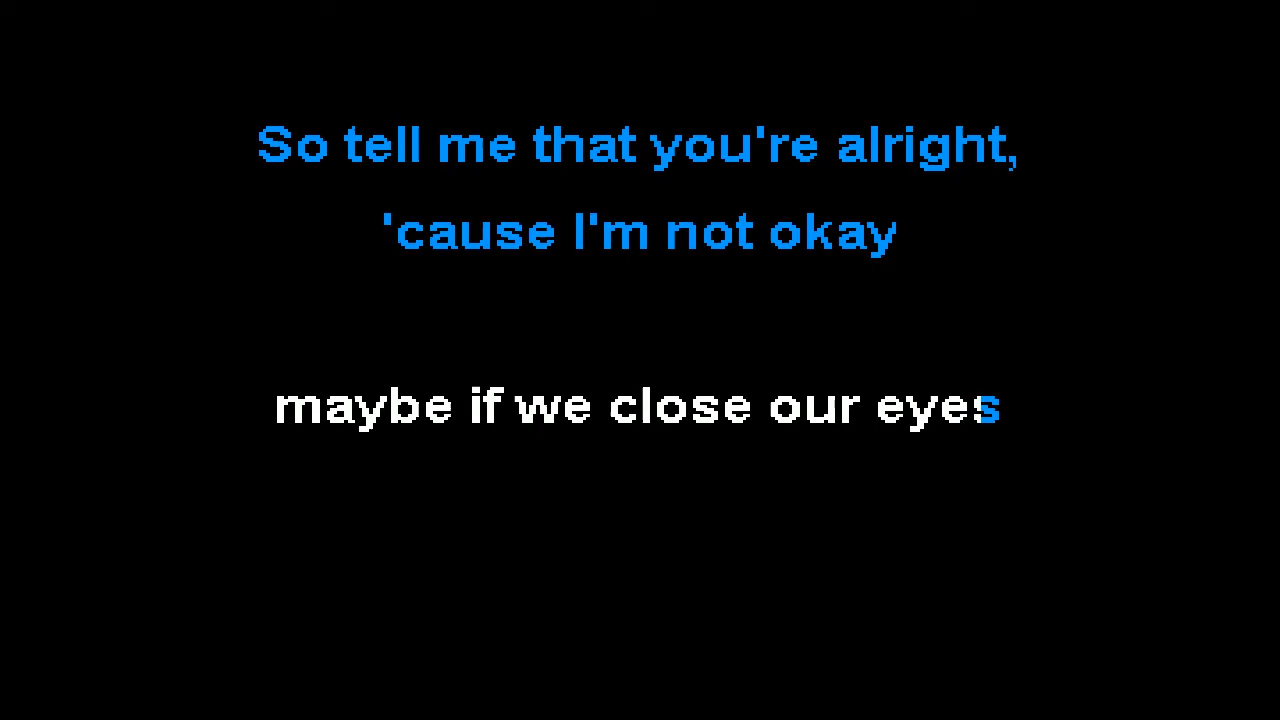 So tell me that you're alright,
'cause I'm not okay
maybe if we close our eyes